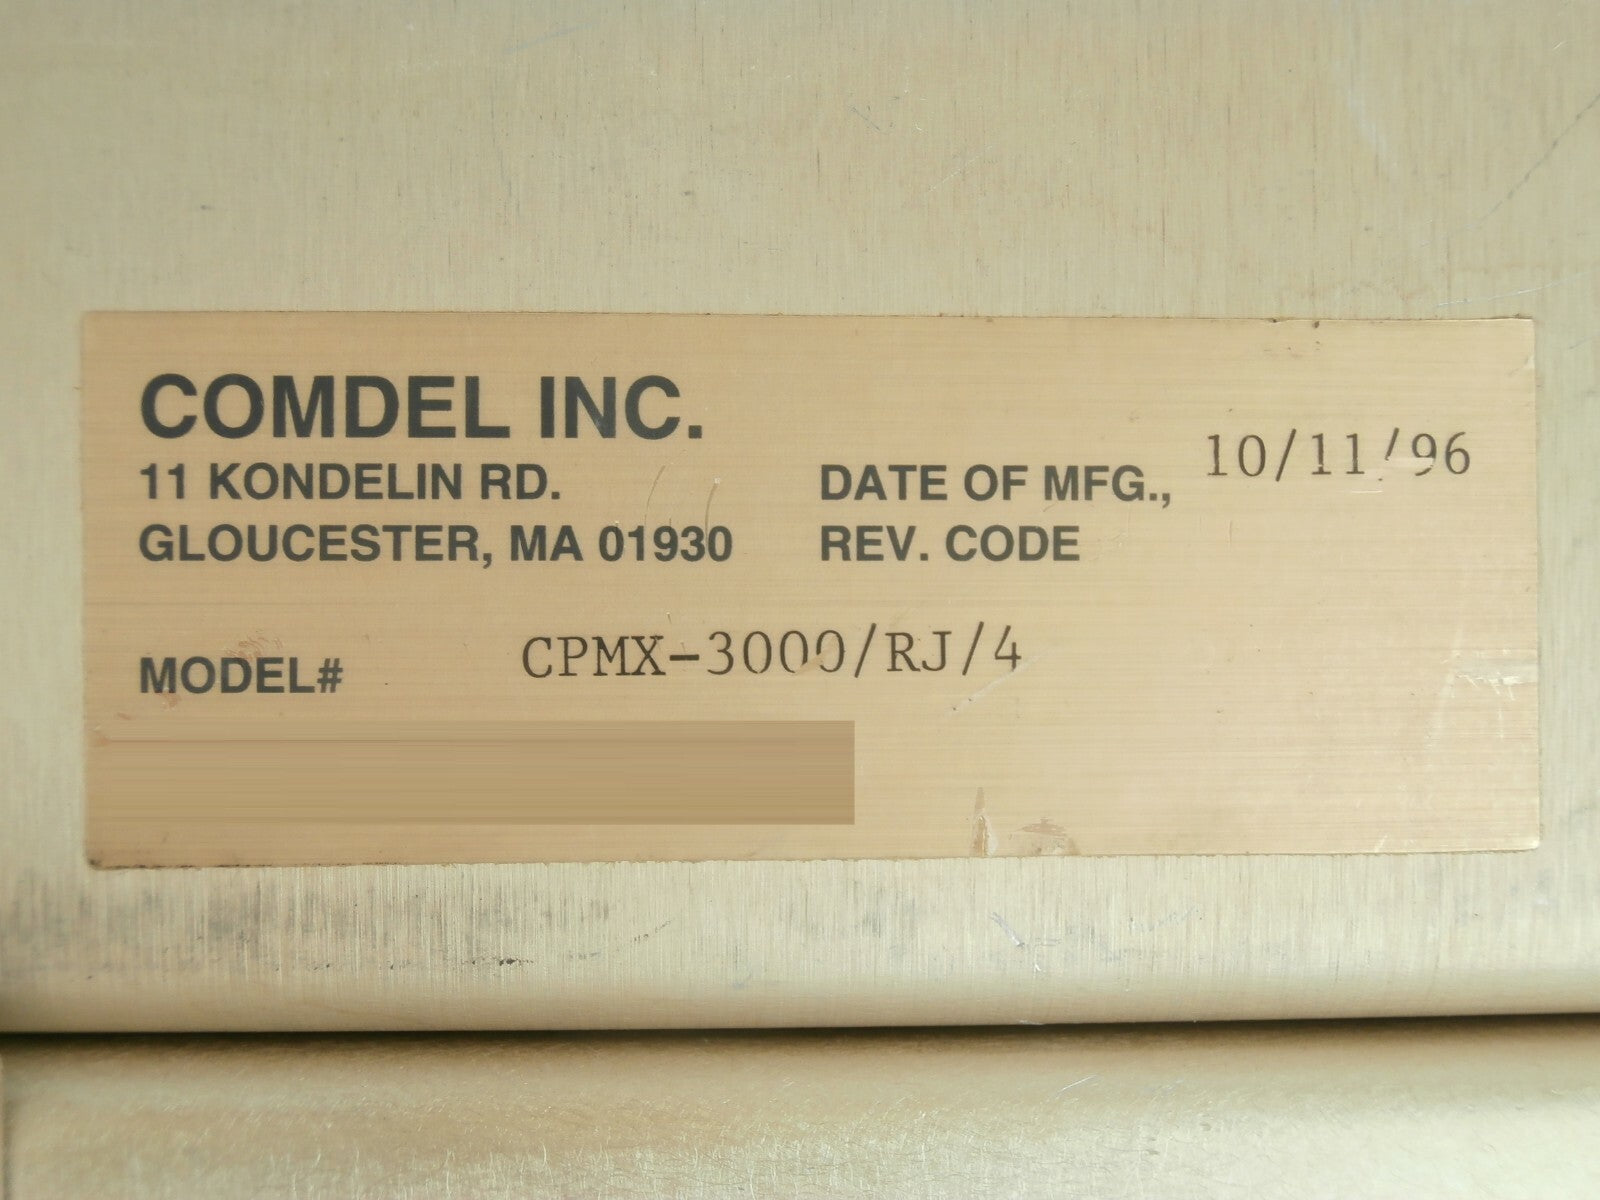 COMDEL INC.
11 KONDELIN RD.
GLOUCESTER, MA 01930
DATE OF MFG., 10/11/96
REV. CODE
MODEL# CPMX-3000/RJ/4